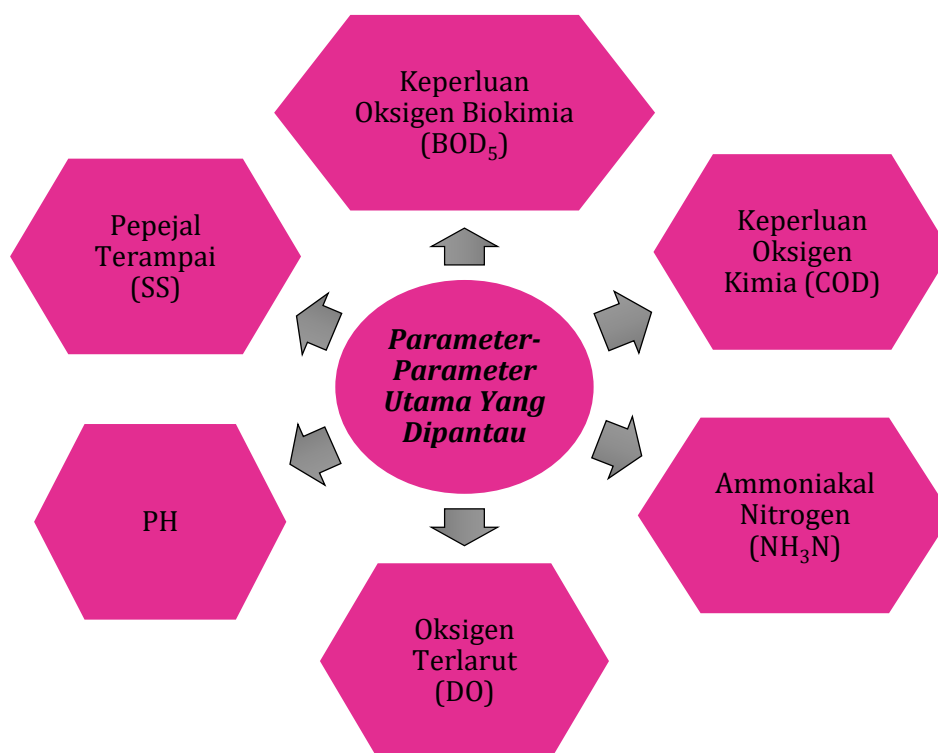 Keperluan
Oksigen Biokimia
(BOD₅)
Pepejal
Terampai
(SS)
Keperluan
Oksigen
Kimia (COD)
Parameter-
Parameter
Utama Yang
Dipantau
PH
Ammoniakal
Nitrogen
(NH₃N)
Oksigen
Terlarut
(DO)